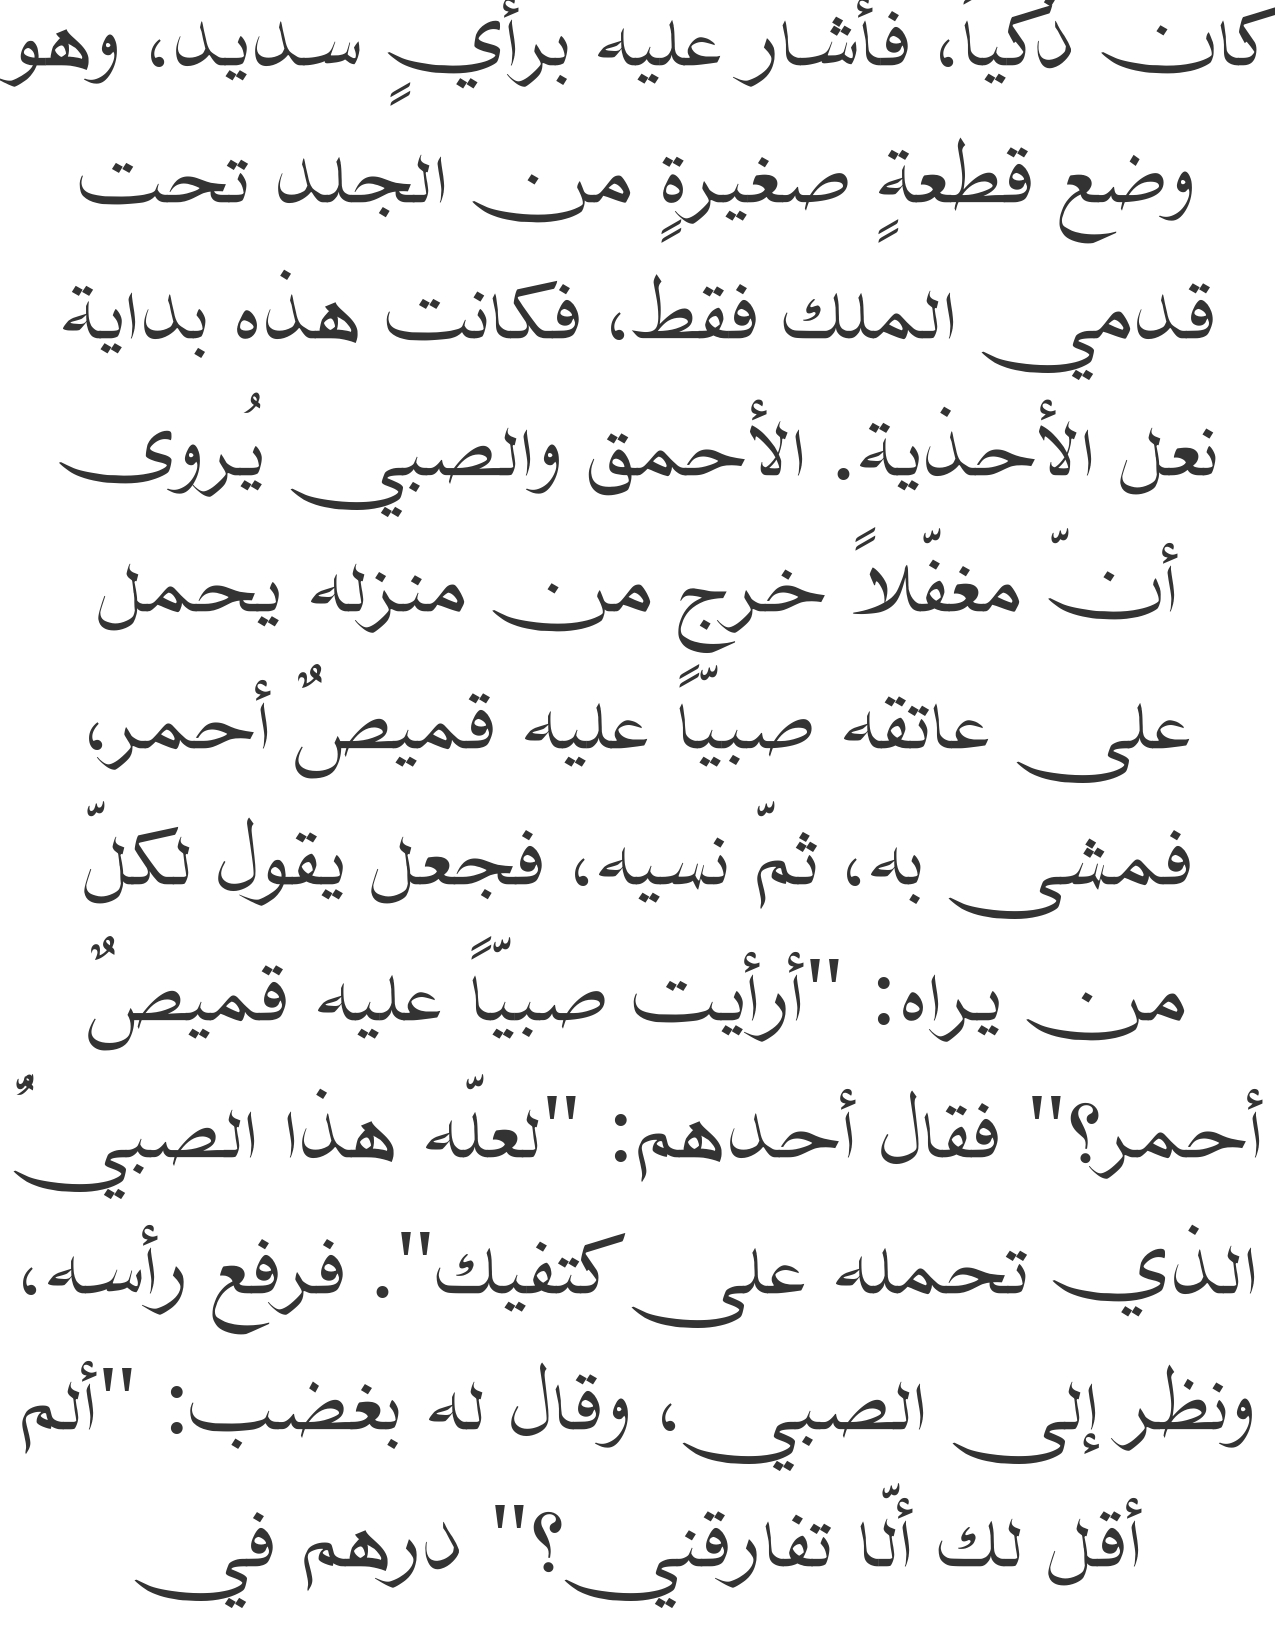 كان ذكياً، فأشار عليه برأيٍ سديد، وهو
وضع قطعةٍ صغيرةٍ من الجلد تحت
قدمي الملك فقط، فكانت هذه بداية
نعل الأحذية. الأحمق والصبي يُروى
أنّ مغفّلاً خرج من منزله يحمل
على عاتقه صبيّاً عليه قميصٌ أحمر،
فمشى به، ثمّ نسيه، فجعل يقول لكلّ
من يراه: "أرأيت صبيّاً عليه قميصٌ
أحمر؟" فقال أحدهم: "لعلّه هذا الصبيٌّ
الذي تحمله على كتفيك". فرفع رأسه،
ونظر إلى الصبي، وقال له بغضب: "ألم
أقل لك ألّا تفارقني؟" درهم في